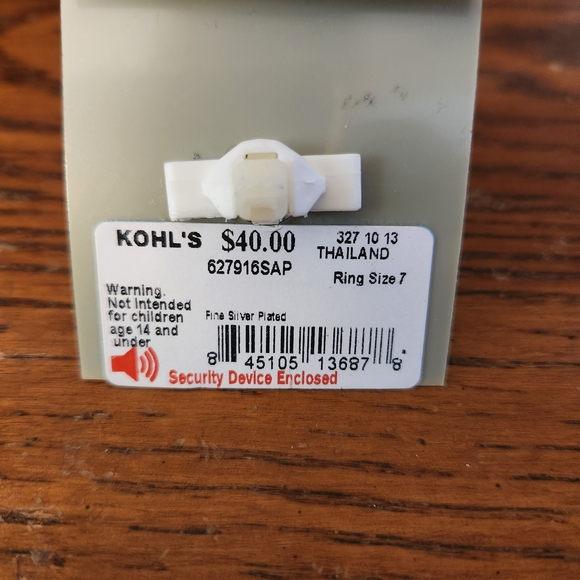 KOHL'S $40.00 327 10 13
THAILAND
627916SAP
Ring Size 7
Warning.
Not Intended
for children
age 14 and
under
Fine Silver Plated
8 45105 13687 8
Security Device Enclosed